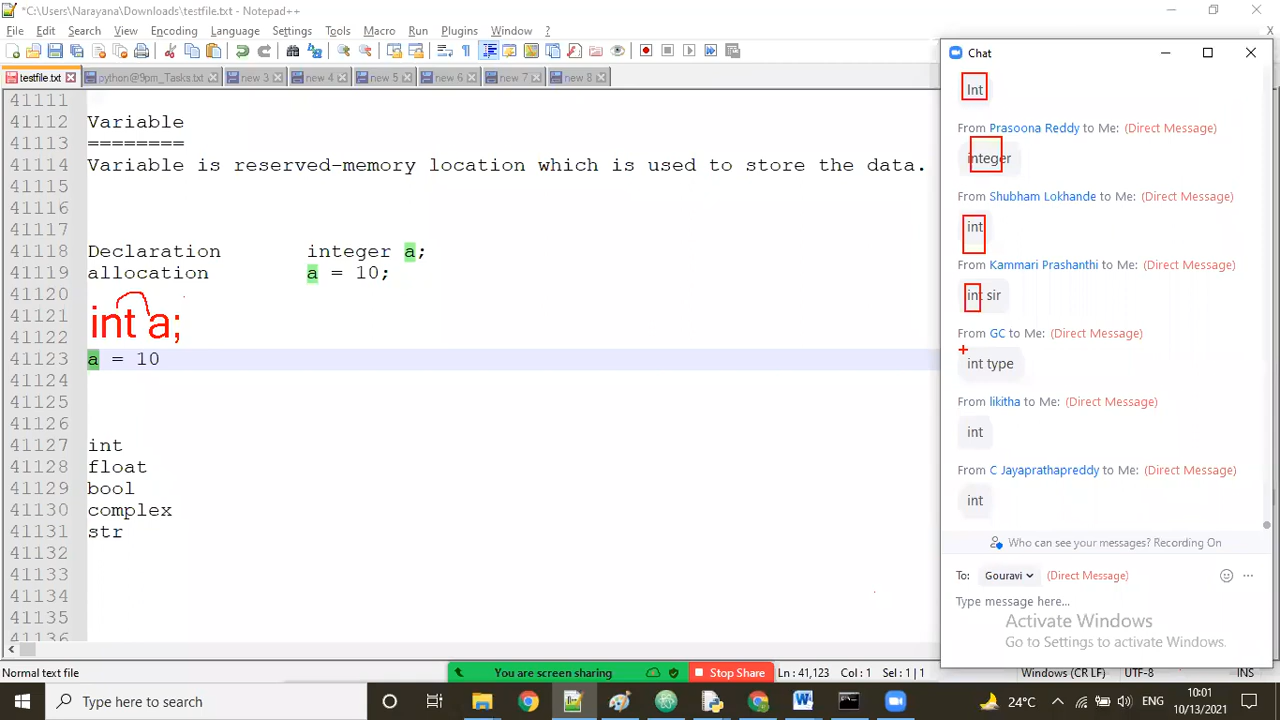 *C:\Users\Narayana\Downloads\testfile.txt - Notepad++
File Edit Search View Encoding Language Settings Tools Macro Run Plugins Window ? X
testfile.txt python@9pm_Tasks.txt new 3 new 4 new 5 new 6 new 7 new 8
41111
41112 Variable
41113 ========
41114 Variable is reserved-memory location which is used to store the data.
41115
41116
41117
41118 Declaration integer a;
41119 allocation a = 10;
41120
41121 int a;
41122
41123 a = 10
41124
41125
41126
41127 int
41128 float
41129 bool
41130 complex
41131 str
41132
41133
41134
41135
41136
Normal text file
You are screen sharing Stop Share
Ln : 41,123 Col : 1 Sel : 1 | 1
Windows (CR LF) UTF-8 INS
Chat
Int
From Prasoona Reddy to Me: (Direct Message)
integer
From Shubham Lokhande to Me: (Direct Message)
int
From Kammari Prashanthi to Me: (Direct Message)
int sir
From GC to Me: (Direct Message)
int type
From likitha to Me: (Direct Message)
int
From C Jayaprathapreddy to Me: (Direct Message)
int
Who can see your messages? Recording On
To: Gouravi (Direct Message)
Type message here...
Activate Windows
Go to Settings to activate Windows.
Type here to search
24°C ENG
10:01
10/13/2021